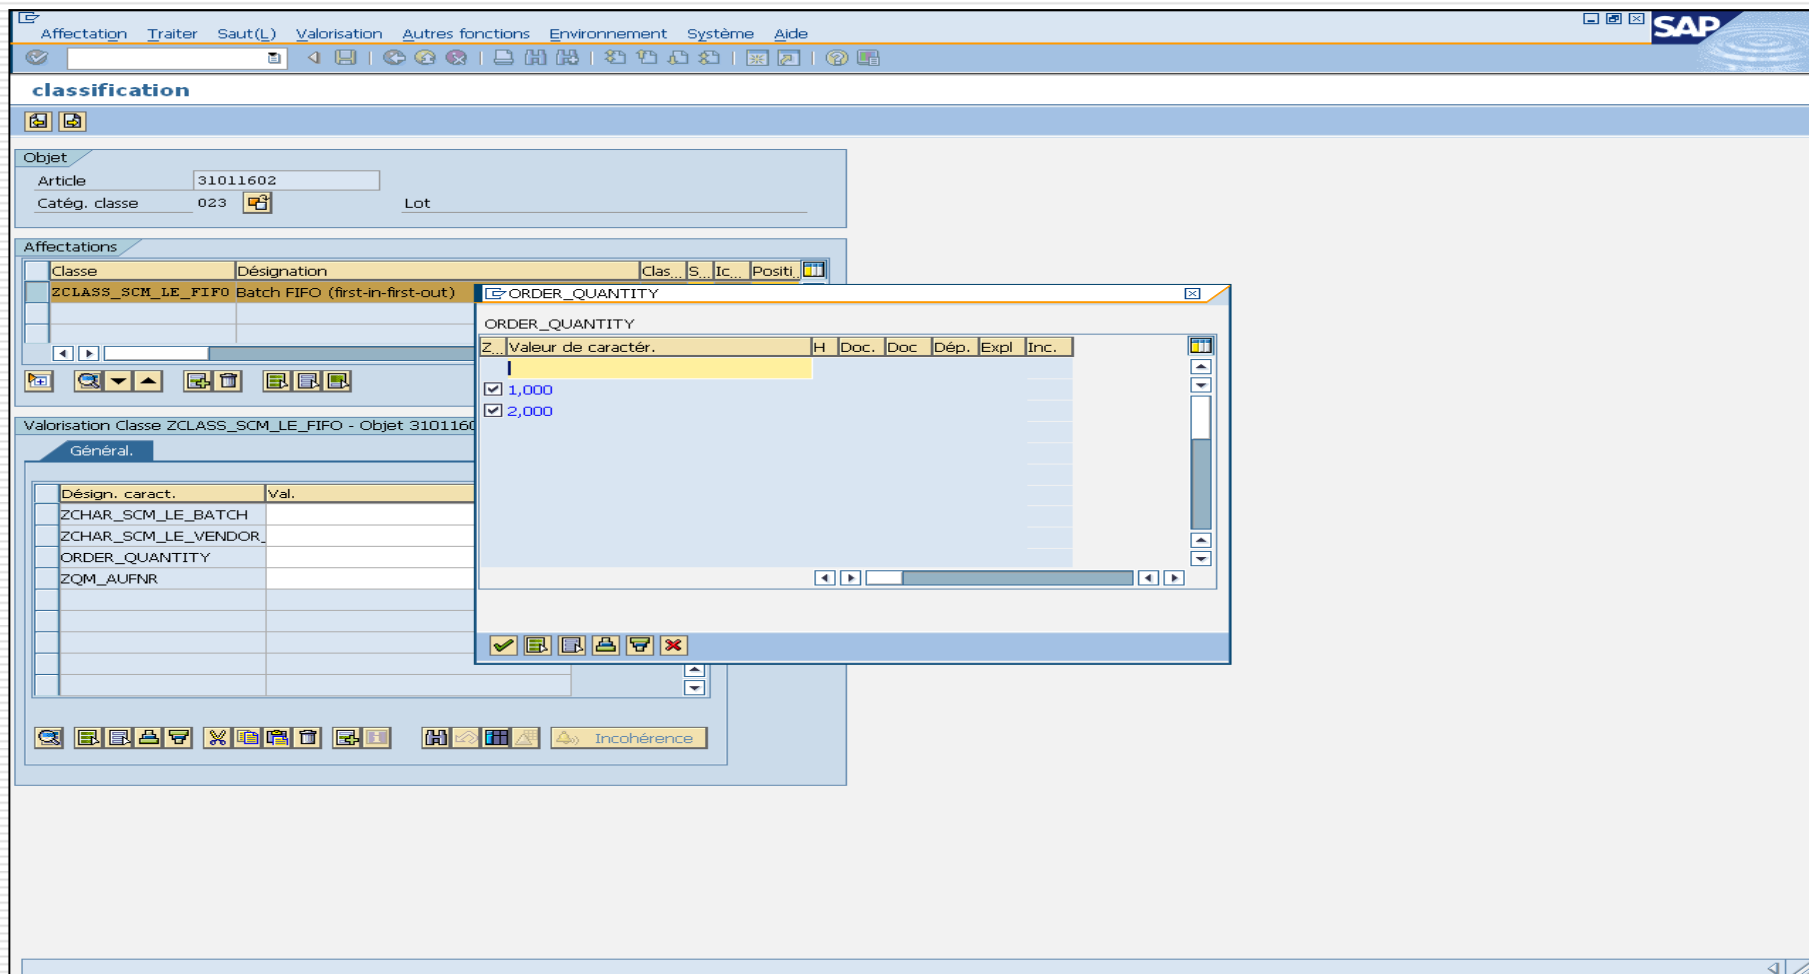 Affectation Traiter Saut(L) Valorisation Autres fonctions Environnement Système Aide
SAP
classification
Objet
Article 31011602
Catég. classe 023 Lot
Affectations
Classe Désignation Clas... S... Ic... Positi..
ZCLASS_SCM_LE_FIFO Batch FIFO (first-in-first-out)
ORDER_QUANTITY
ORDER_QUANTITY
Z... Valeur de caractér. H Doc. Doc Dép. Expl Inc.
1,000
2,000
Valorisation Classe ZCLASS_SCM_LE_FIFO - Objet 3101160
Général.
Désign. caract. Val.
ZCHAR_SCM_LE_BATCH
ZCHAR_SCM_LE_VENDOR_
ORDER_QUANTITY
ZQM_AUFNR
Incohérence